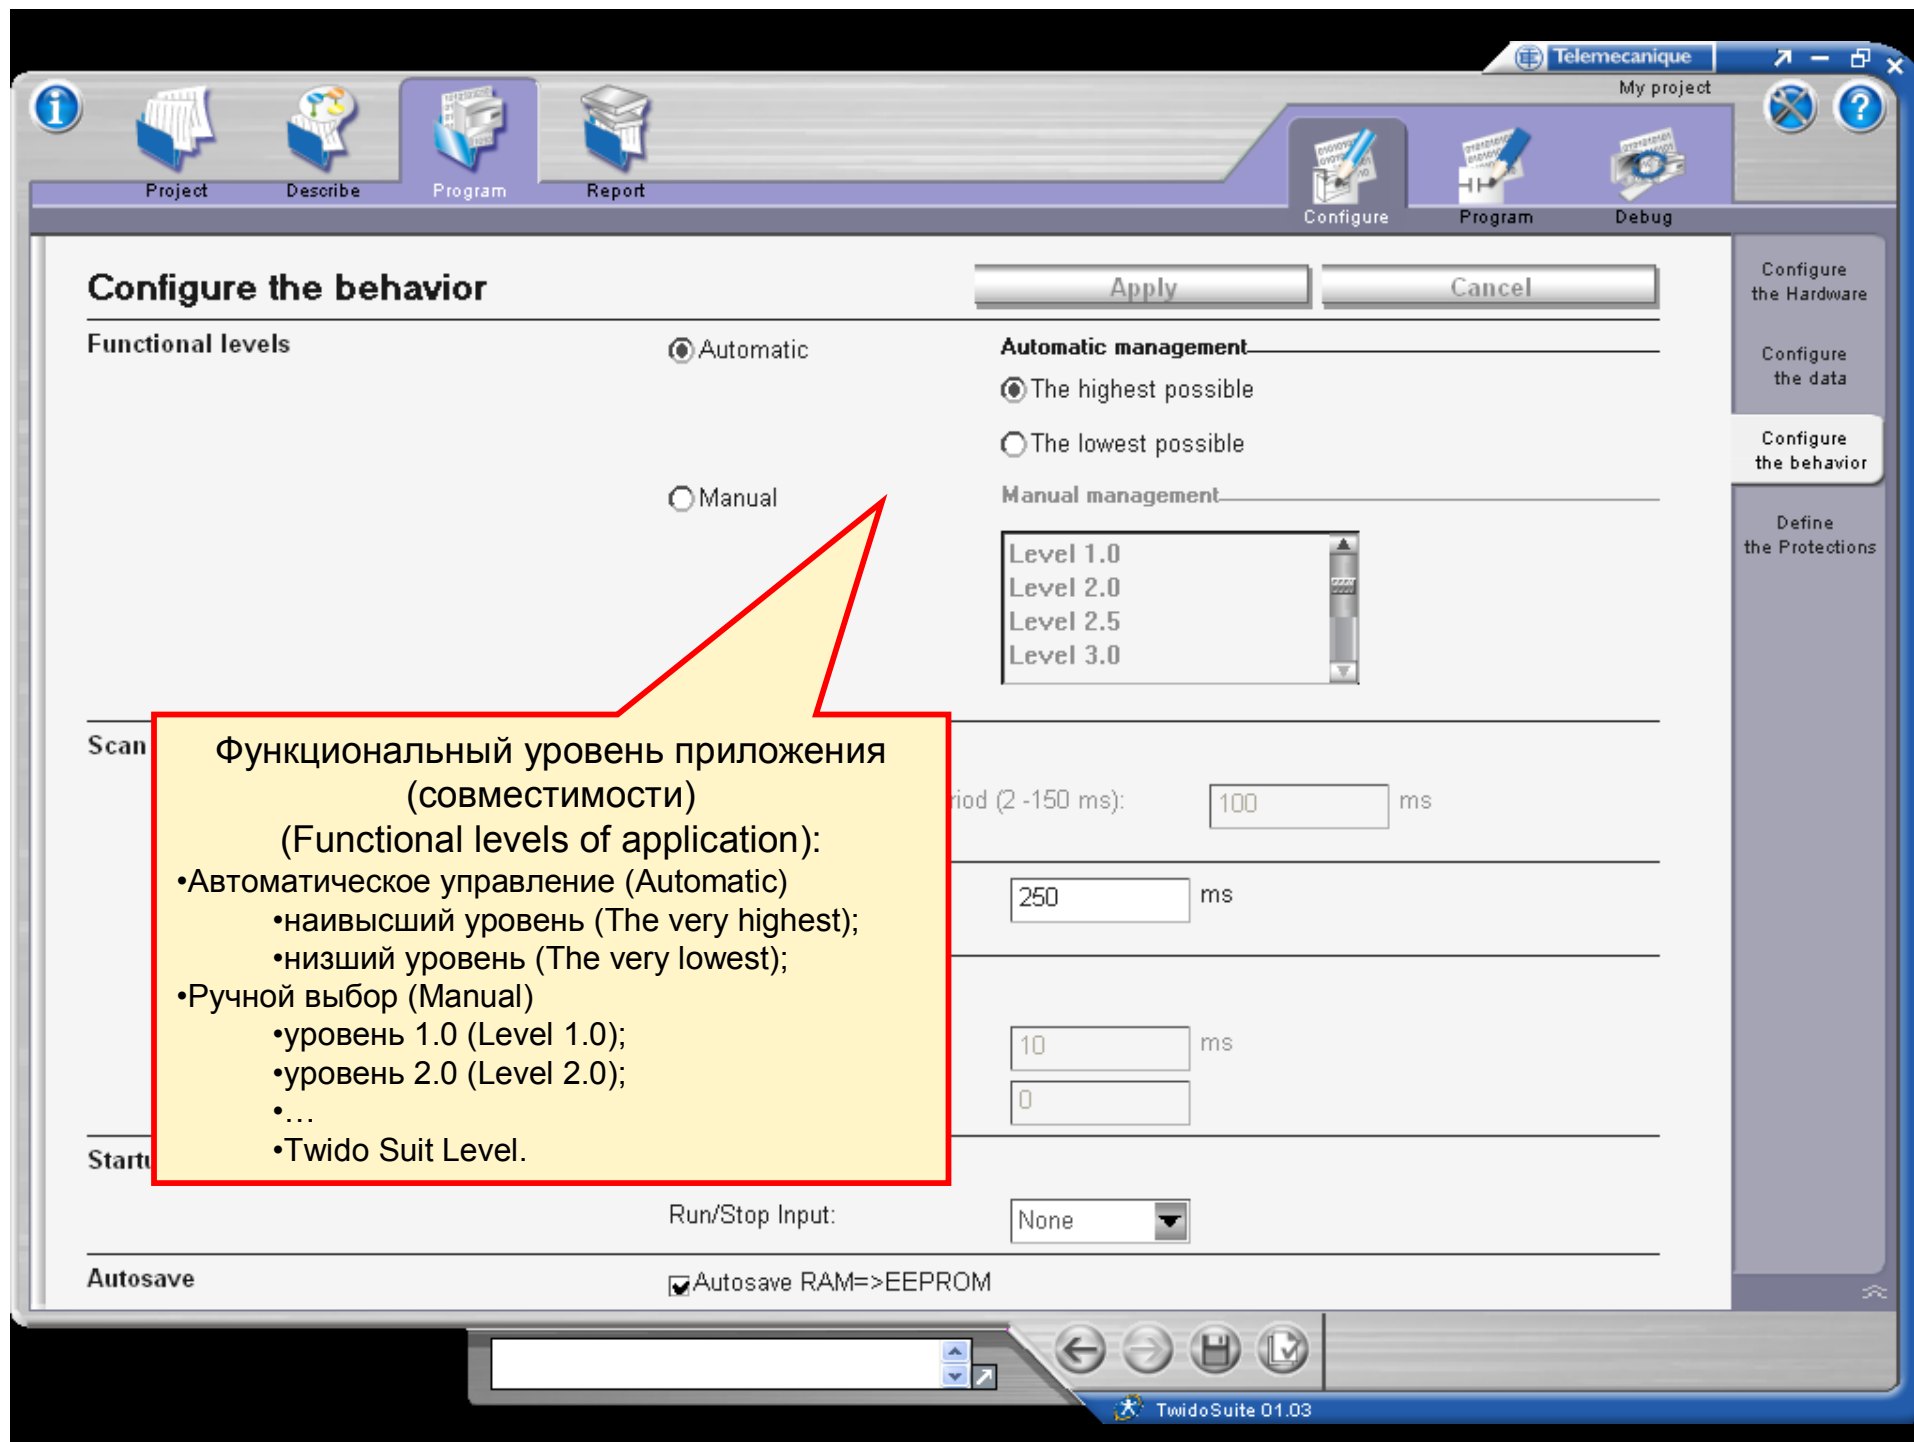 Telemecanique
My project
Project
Describe
Program
Report
Configure
Program
Debug
Configure the behavior
Apply
Cancel
Configure
the Hardware
Configure
the data
Configure
the behavior
Define
the Protections
Functional levels
Automatic
Automatic management
The highest possible
The lowest possible
Manual
Manual management
Level 1.0
Level 2.0
Level 2.5
Level 3.0
Scan
(2 -150 ms):
100
ms
250
ms
10
ms
0
Функциональный уровень приложения
(совместимости)
(Functional levels of application):
•Автоматическое управление (Automatic)
•наивысший уровень (The very highest);
•низший уровень (The very lowest);
•Ручной выбор (Manual)
•уровень 1.0 (Level 1.0);
•уровень 2.0 (Level 2.0);
•…
•Twido Suit Level.
Run/Stop Input:
None
Autosave
Autosave RAM=>EEPROM
TwidoSuite 01.03